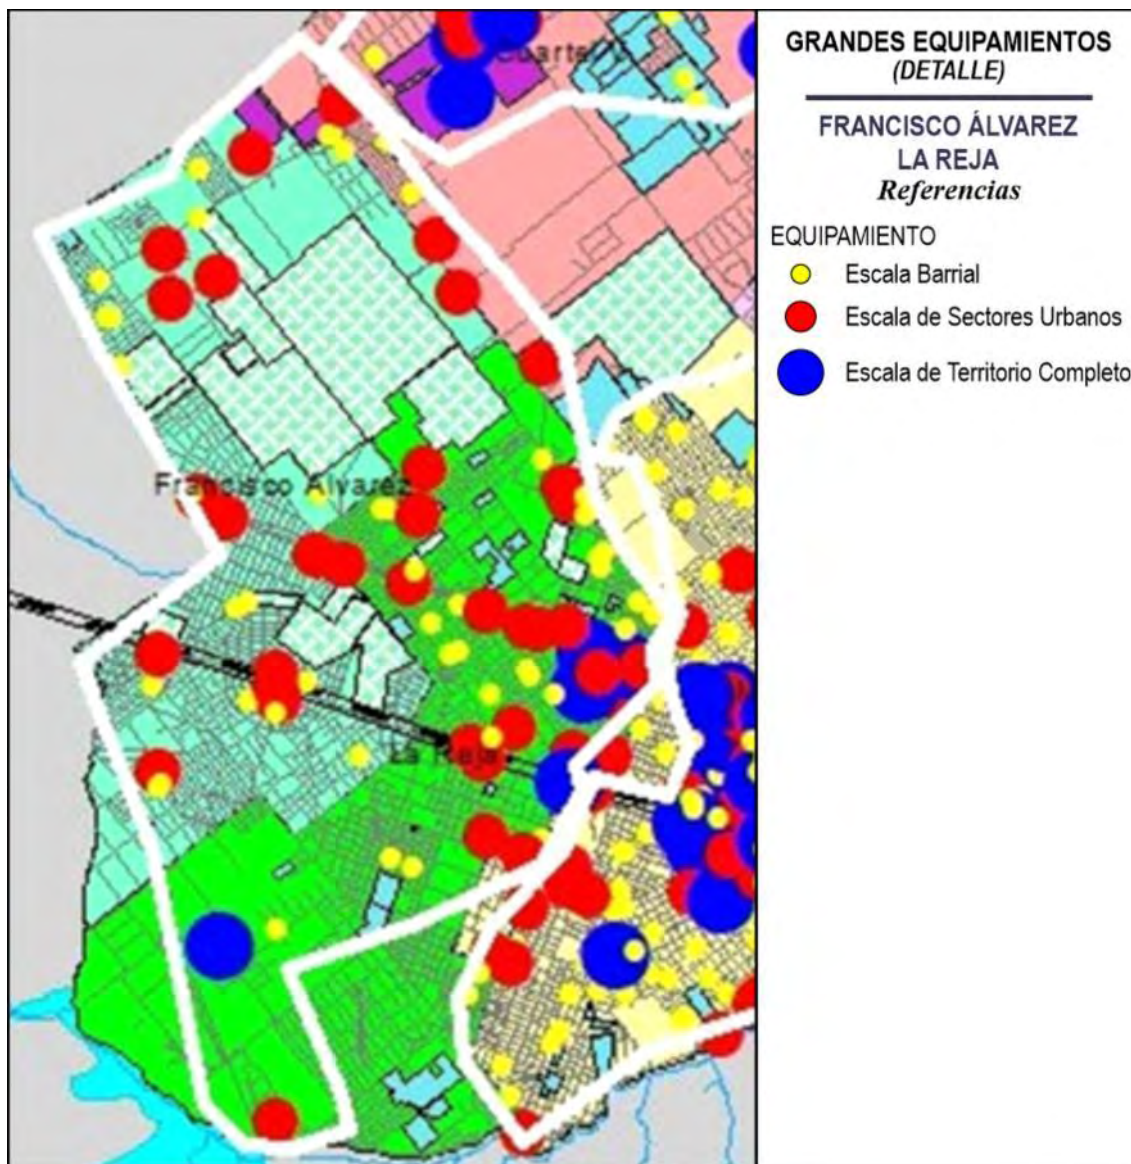 GRANDES EQUIPAMIENTOS
(DETALLE)
FRANCISCO ÁLVAREZ
LA REJA
Referencias
EQUIPAMIENTO
Escala Barrial
Escala de Sectores Urbanos
Escala de Territorio Completo
Francisco Alvarez
La Reja